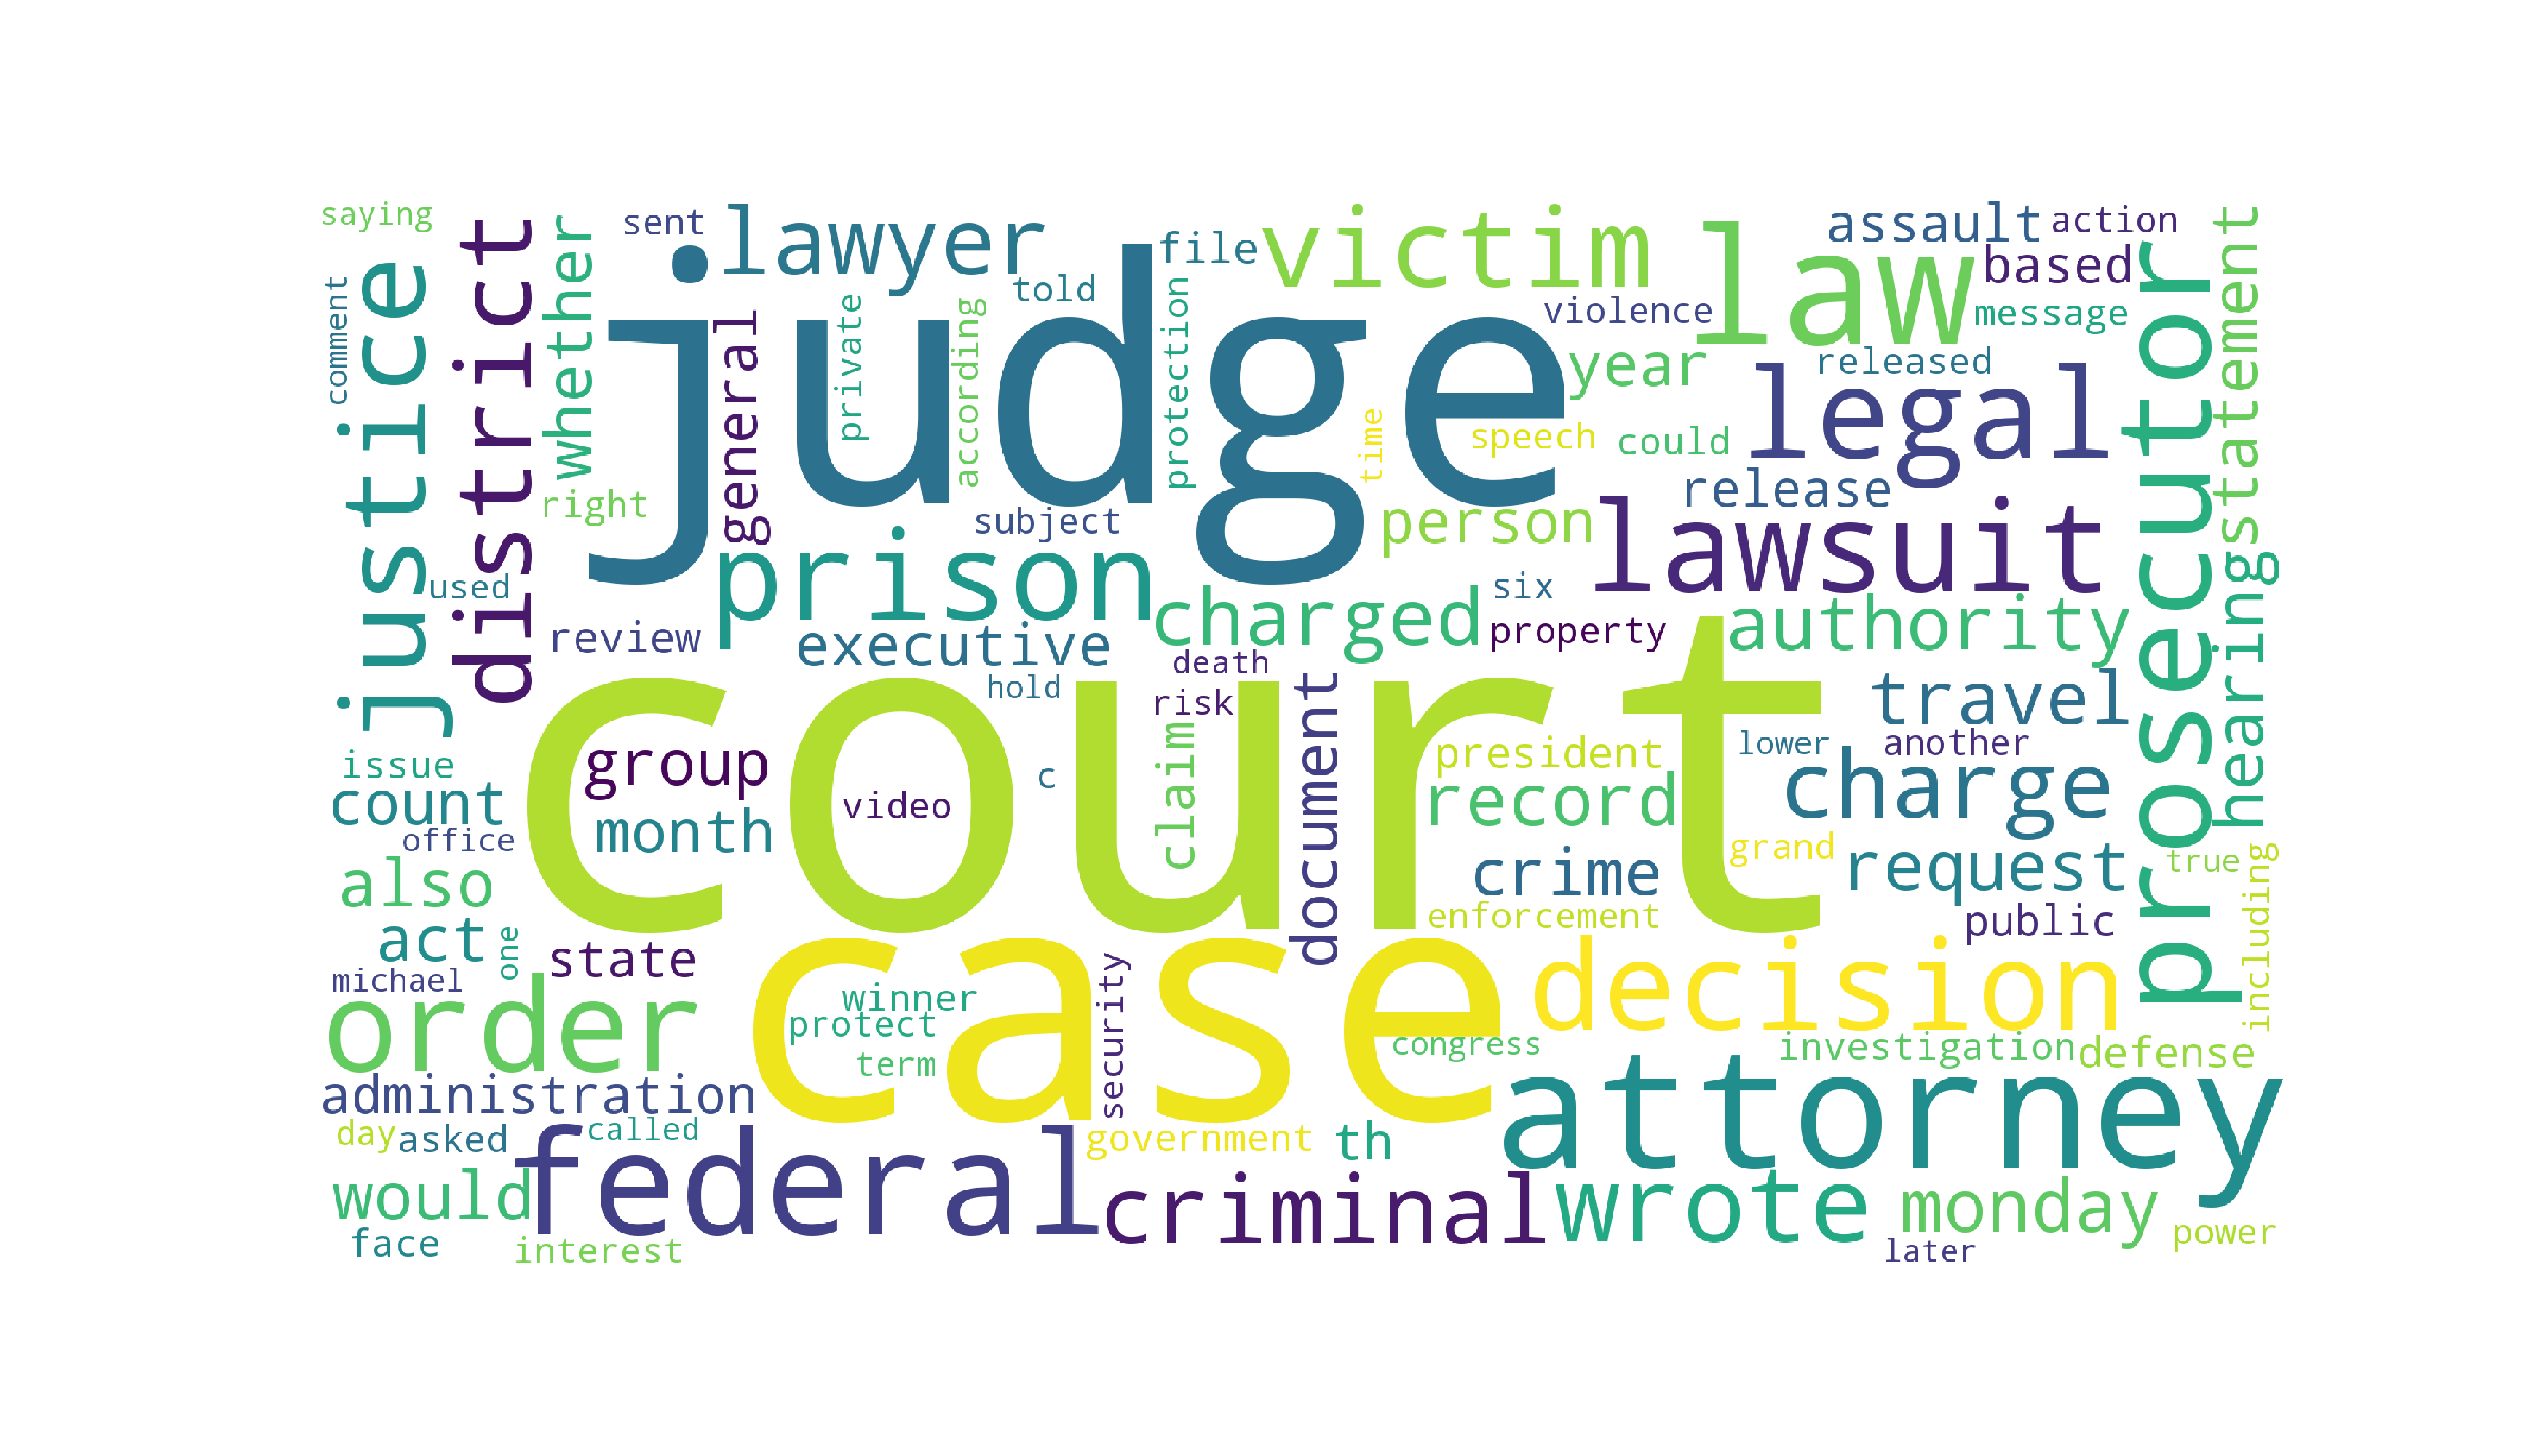 saying
sent
lawyer
file
victim
law
assault
action
statement
justice
district
whether
comment
general
judge
private
according
told
protection
violence
year
based
message
released
prosecutor
legal
time
speech
could
right
subject
person
release
lawsuit
used
prison
charged
six
property
authority
hearing
review
executive
death
hold
risk
court
document
claim
travel
issue
group
c
president
lower
another
count
month
video
record
charge
office
also
crime
grand
request
true
including
act
one
state
enforcement
public
michael
order
case
security
winner
protect
term
decision
congress
investigation
defense
administration
attorney
day
asked
called
federal
government
th
would
criminal
wrote
monday
power
face
interest
later